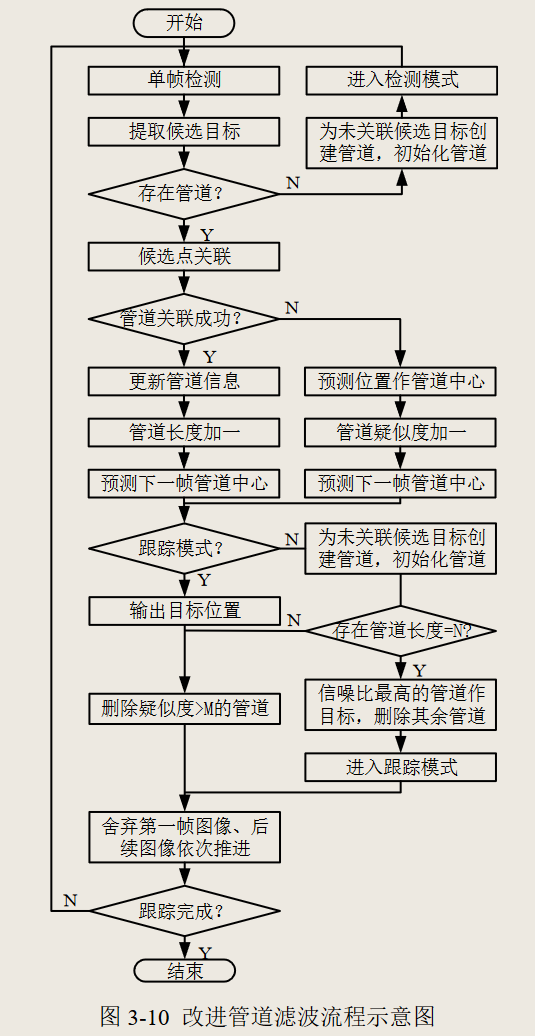 开始
单帧检测
进入检测模式
提取候选目标
为未关联候选目标创
建管道，初始化管道
存在管道？
N
Y
候选点关联
管道关联成功？
N
Y
更新管道信息
预测位置作管道中心
管道长度加一
管道疑似度加一
预测下一帧管道中心
预测下一帧管道中心
跟踪模式？
N
为未关联候选目标创
建管道，初始化管道
Y
输出目标位置
N
存在管道长度=N?
Y
删除疑似度>M的管道
信噪比最高的管道作
目标，删除其余管道
进入跟踪模式
舍弃第一帧图像、后
续图像依次推进
N
跟踪完成？
Y
结束
图 3-10 改进管道滤波流程示意图